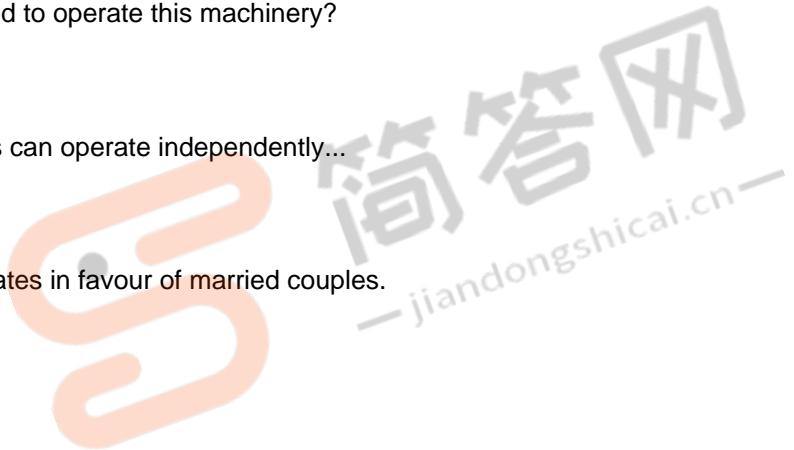 d to operate this machinery?
s can operate independently...
ates in favour of married couples.
简答网
— jiandongshicai.cn —